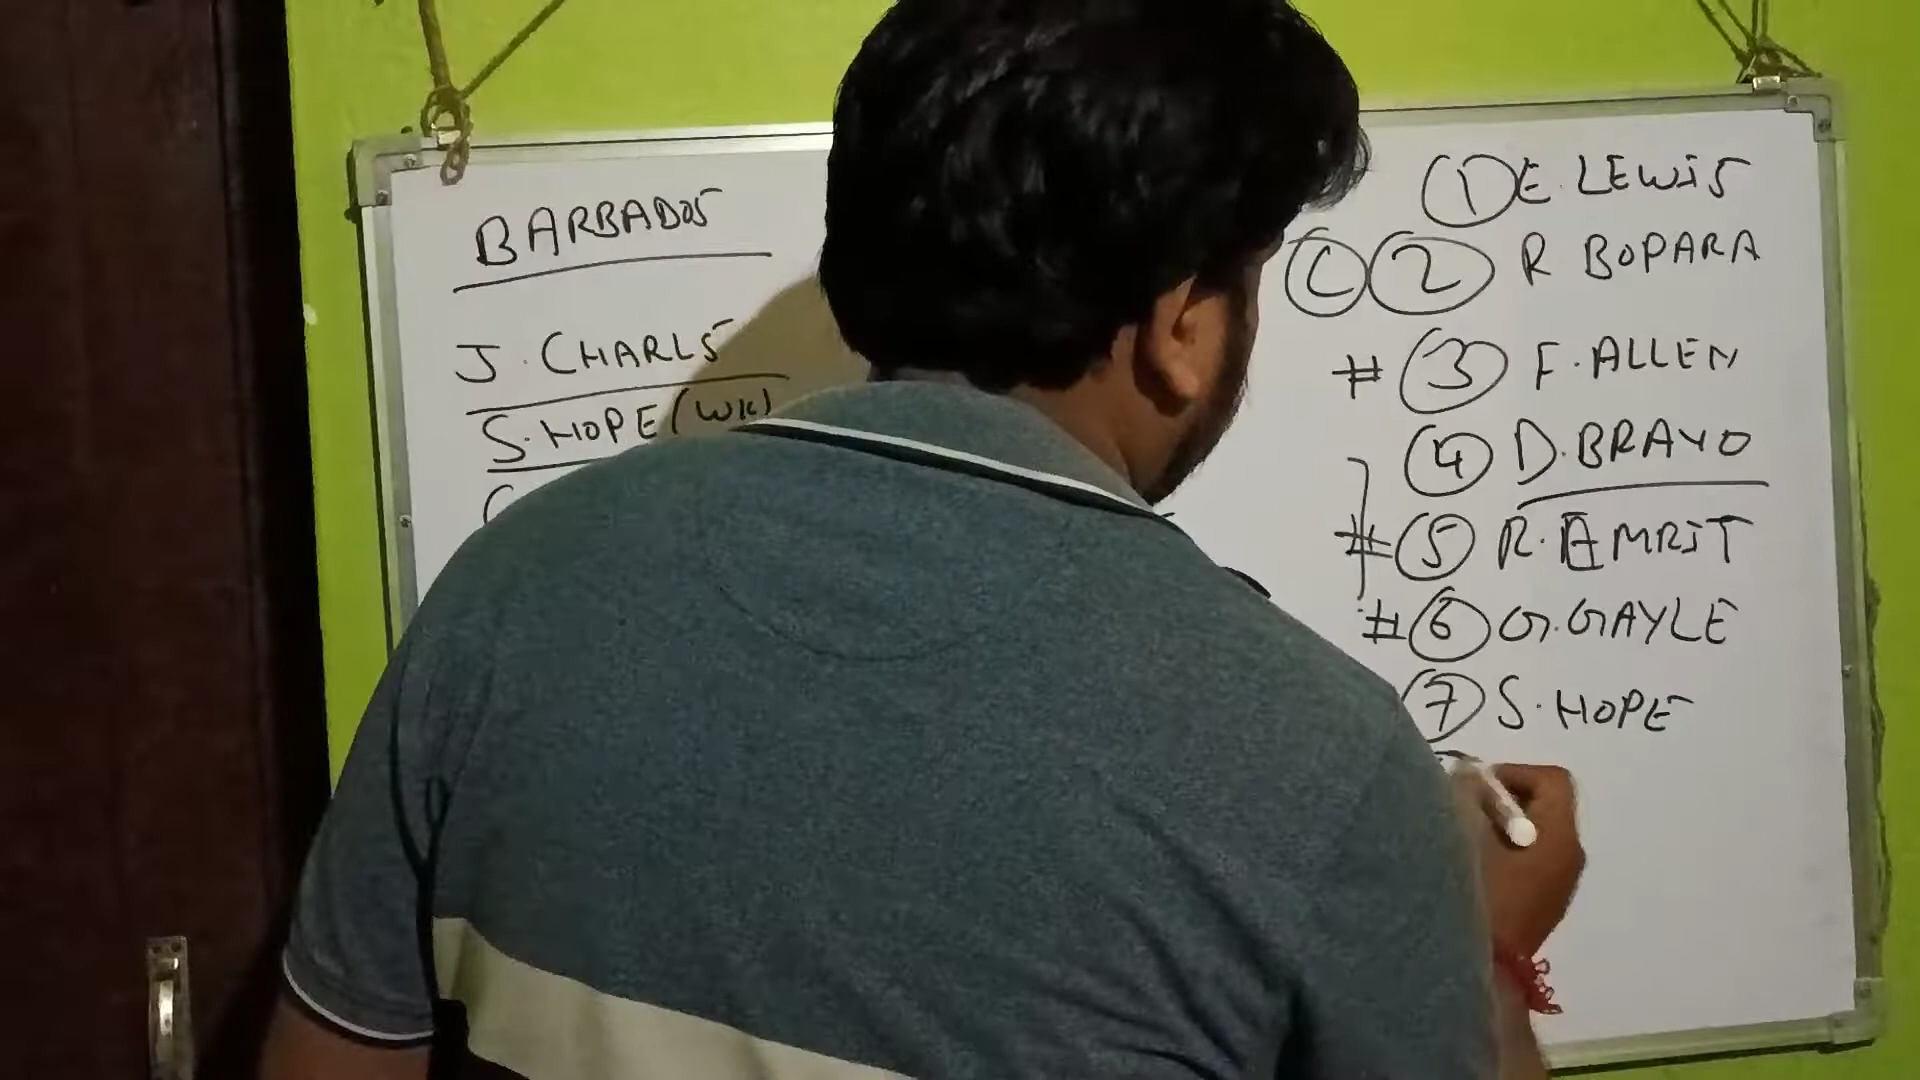 BARBADOS
J. CHARLS
S. HOPE (WK)
① E. LEWIS
Ⓒ ② R BOPARA
# ③ F. ALLEN
④ D. BRAVO
# ⑤ R. EMRIT
# ⑥ G. GAYLE
⑦ S. HOPE